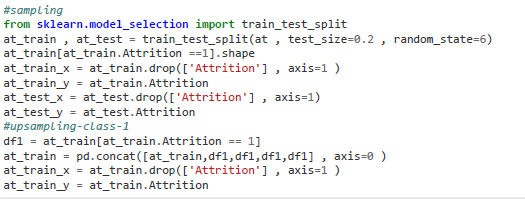 #sampling
from sklearn.model_selection import train_test_split
at_train , at_test = train_test_split(at , test_size=0.2 , random_state=6)
at_train[at_train.Attrition ==1].shape
at_train_x = at_train.drop(['Attrition'] , axis=1 )
at_train_y = at_train.Attrition
at_test_x = at_test.drop(['Attrition'] , axis=1)
at_test_y = at_test.Attrition
#upsampling-class-1
df1 = at_train[at_train.Attrition == 1]
at_train = pd.concat([at_train,df1,df1,df1,df1] , axis=0 )
at_train_x = at_train.drop(['Attrition'] , axis=1 )
at_train_y = at_train.Attrition